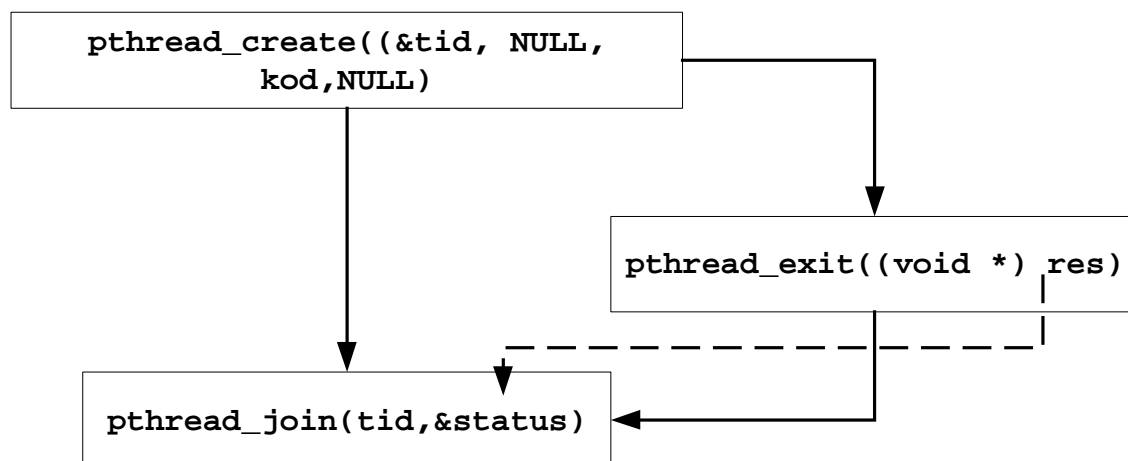 pthread_create((&tid, NULL,
kod,NULL)
pthread_exit((void *) res)
pthread_join(tid,&status)